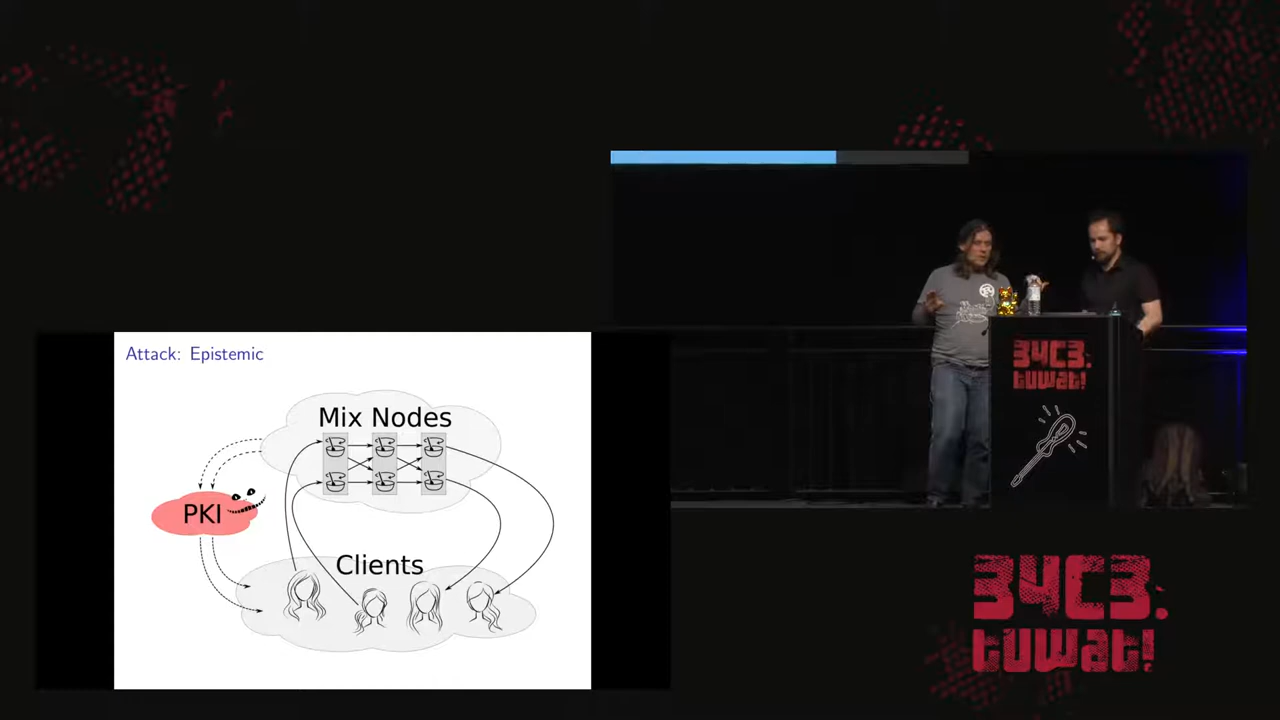 Attack: Epistemic
Mix Nodes
PKI
Clients
34C3.
tuwat!
34C3.
tuwat!